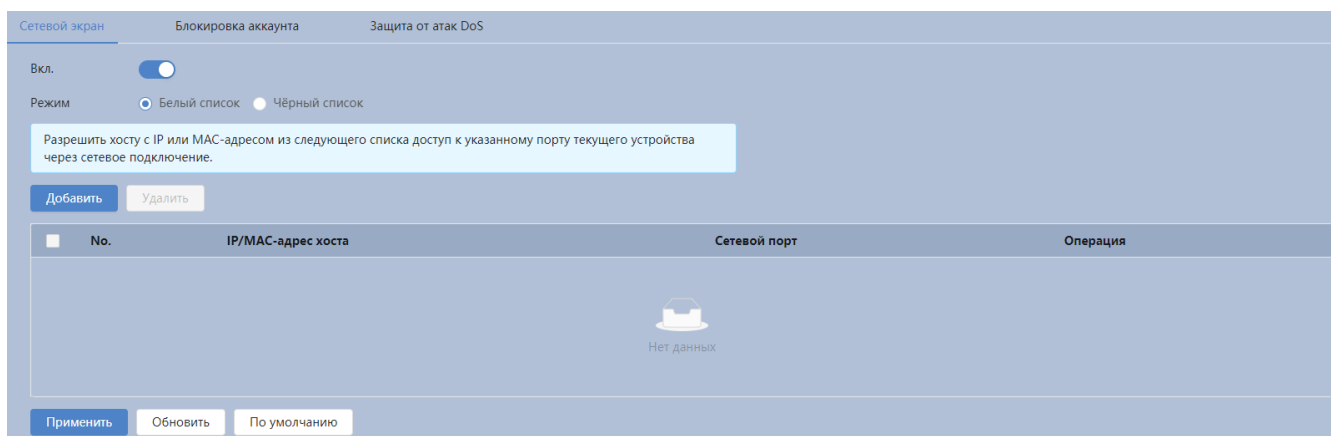 Сетевой экран Блокировка аккаунта Защита от атак DoS
Вкл.
Режим Белый список Чёрный список
Разрешить хосту с IP или MAC-адресом из следующего списка доступ к указанному порту текущего устройства
через сетевое подключение.
Добавить Удалить
No. IP/MAC-адрес хоста Сетевой порт Операция
Нет данных
Применить Обновить По умолчанию